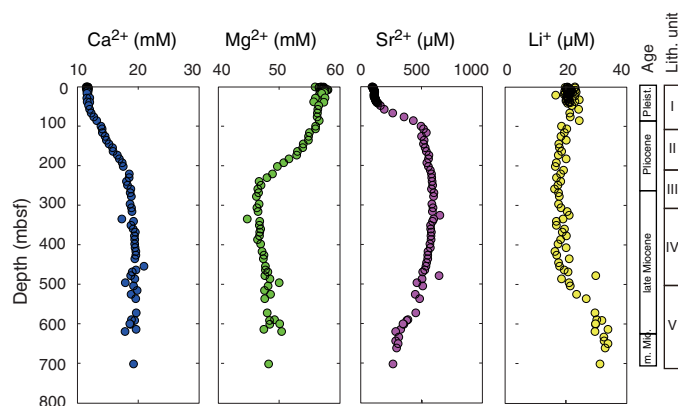 Ca2+ (mM) Mg2+ (mM) Sr2+ (µM) Li+ (µM)
10 20 30 40 50 60 0 500 1000 0 20 40
Age
Lith. unit
Depth (mbsf)
0
100
200
300
400
500
600
700
800
Pleist.
Pliocene
late Miocene
m. Mio.
I
II
III
IV
V